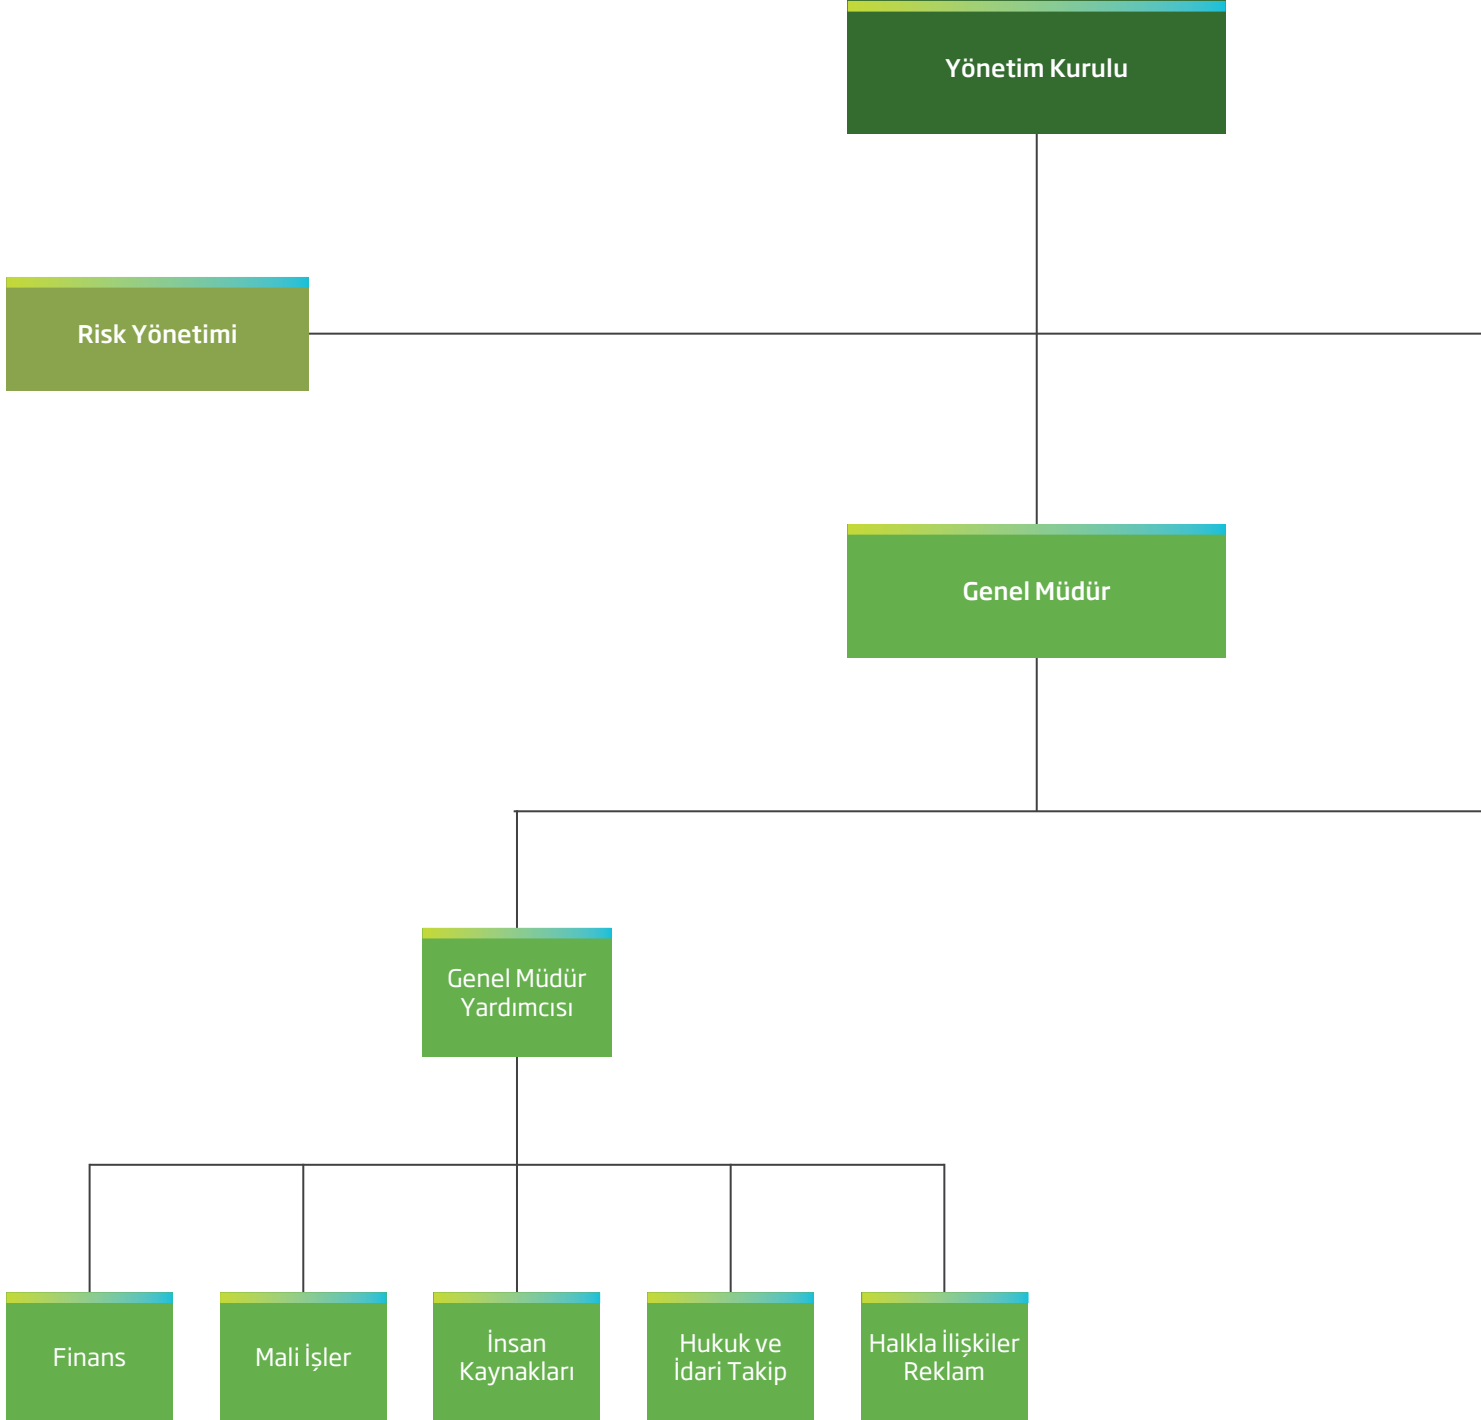 Yönetim Kurulu
Risk Yönetimi
Genel Müdür
Genel Müdür
Yardımcısı
Finans
Mali İşler
İnsan
Kaynakları
Hukuk ve
İdari Takip
Halkla İlişkiler
Reklam